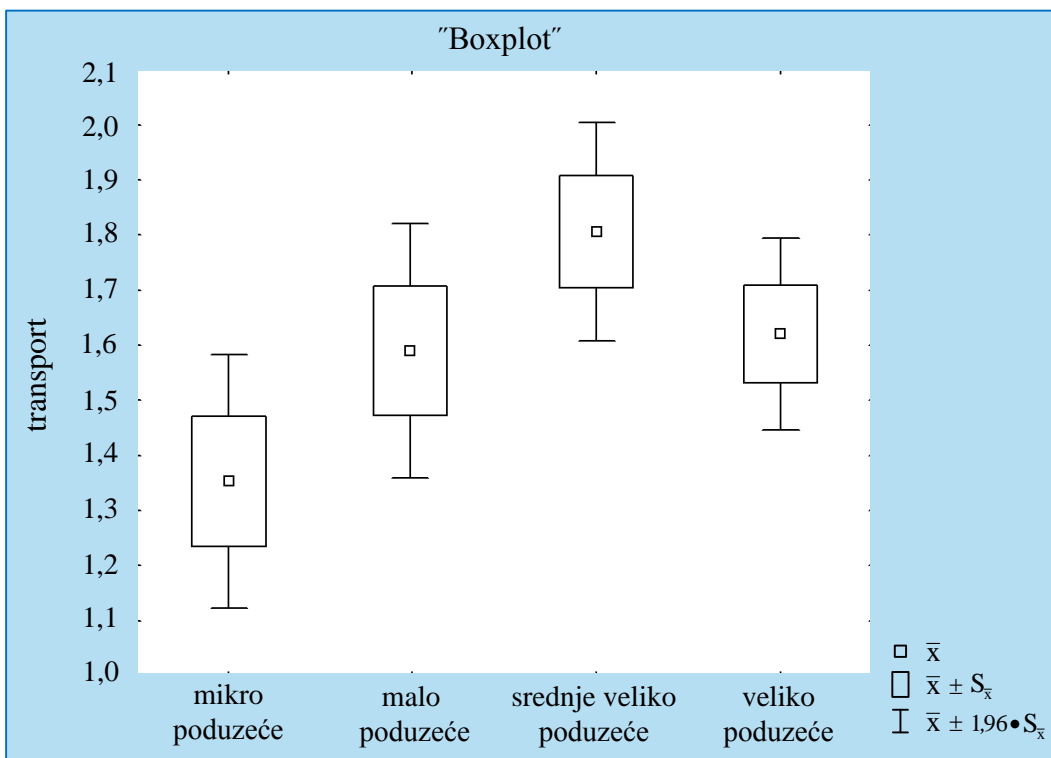 ˝Boxplot˝
transport
2,1
2,0
1,9
1,8
1,7
1,6
1,5
1,4
1,3
1,2
1,1
1,0
mikro
poduzeće
malo
poduzeće
srednje veliko
poduzeće
veliko
poduzeće
x̅
x̅ ± Sx̅
x̅ ± 1,96•Sx̅